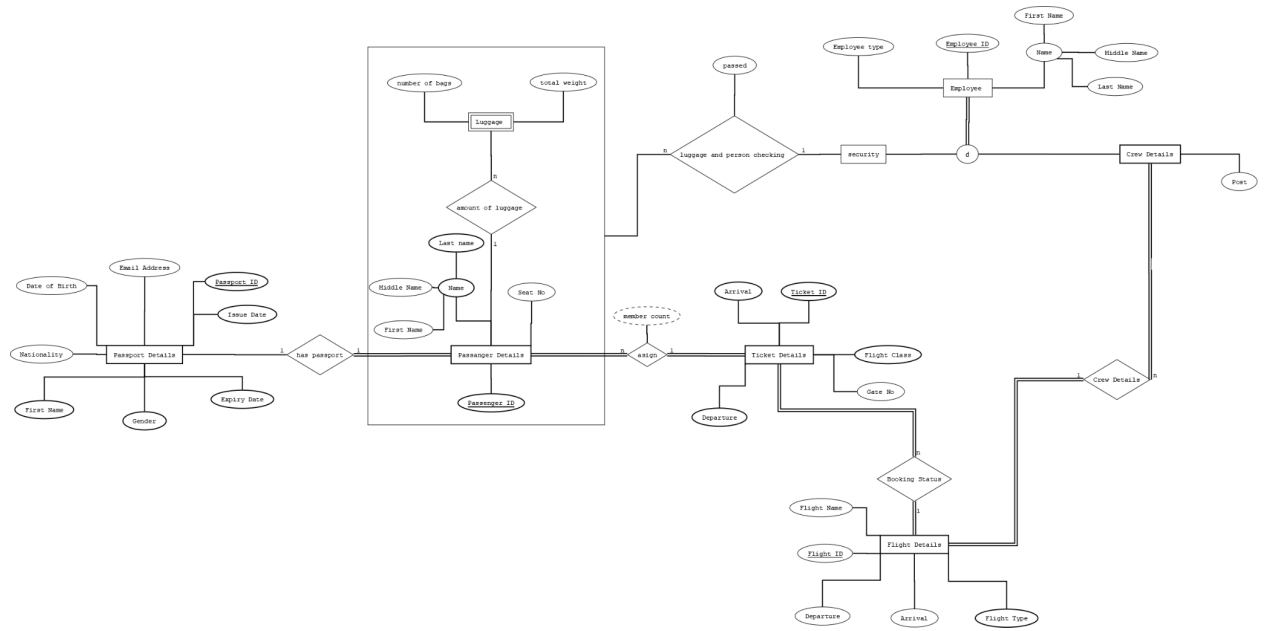 First Name
Employee type
Employee ID
Name
Middle Name
Last Name
passed
number of bags
total weight
Employee
Luggage
n
luggage and person checking
1
security
d
Crew Details
Post
n
amount of luggage
1
Last name
Email Address
Date of Birth
Passport ID
Middle Name
Name
Seat No
Arrival
Ticket ID
Issue Date
First Name
member count
Nationality
Passport Details
1
has passport
1
Passanger Details
n
asign
1
Ticket Details
Flight Class
1
Crew Details
n
Gate No
First Name
Expiry Date
Passenger ID
Gender
Departure
n
Booking Status
1
Flight Name
Flight Details
Flight ID
Departure
Arrival
Flight Type